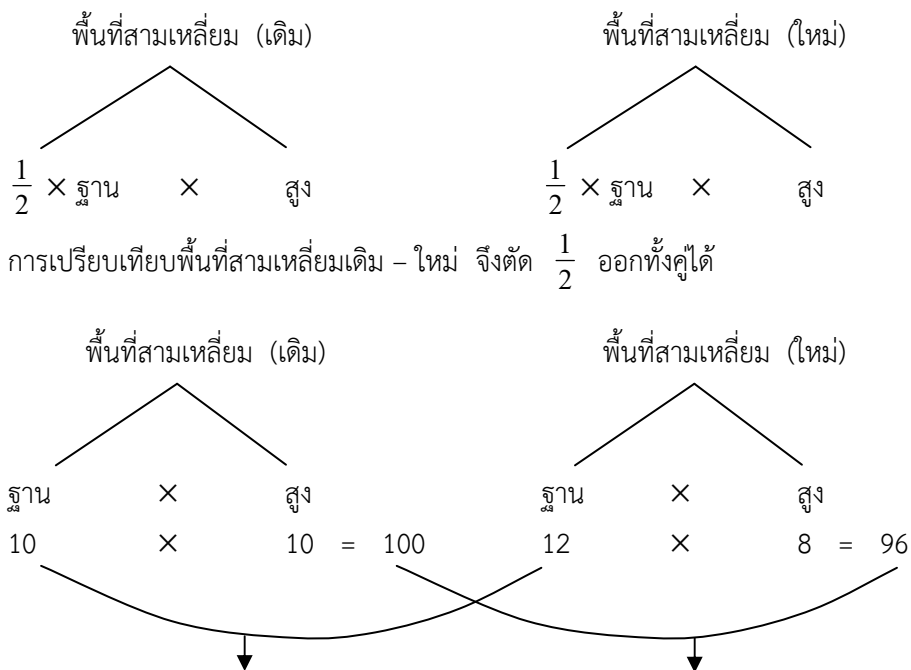 พื้นที่สามเหลี่ยม (เดิม) พื้นที่สามเหลี่ยม (ใหม่)
1/2 × ฐาน × สูง 1/2 × ฐาน × สูง
การเปรียบเทียบพื้นที่สามเหลี่ยมเดิม – ใหม่ จึงตัด 1/2 ออกทั้งคู่ได้
พื้นที่สามเหลี่ยม (เดิม) พื้นที่สามเหลี่ยม (ใหม่)
ฐาน × สูง ฐาน × สูง
10 × 10 = 100 12 × 8 = 96